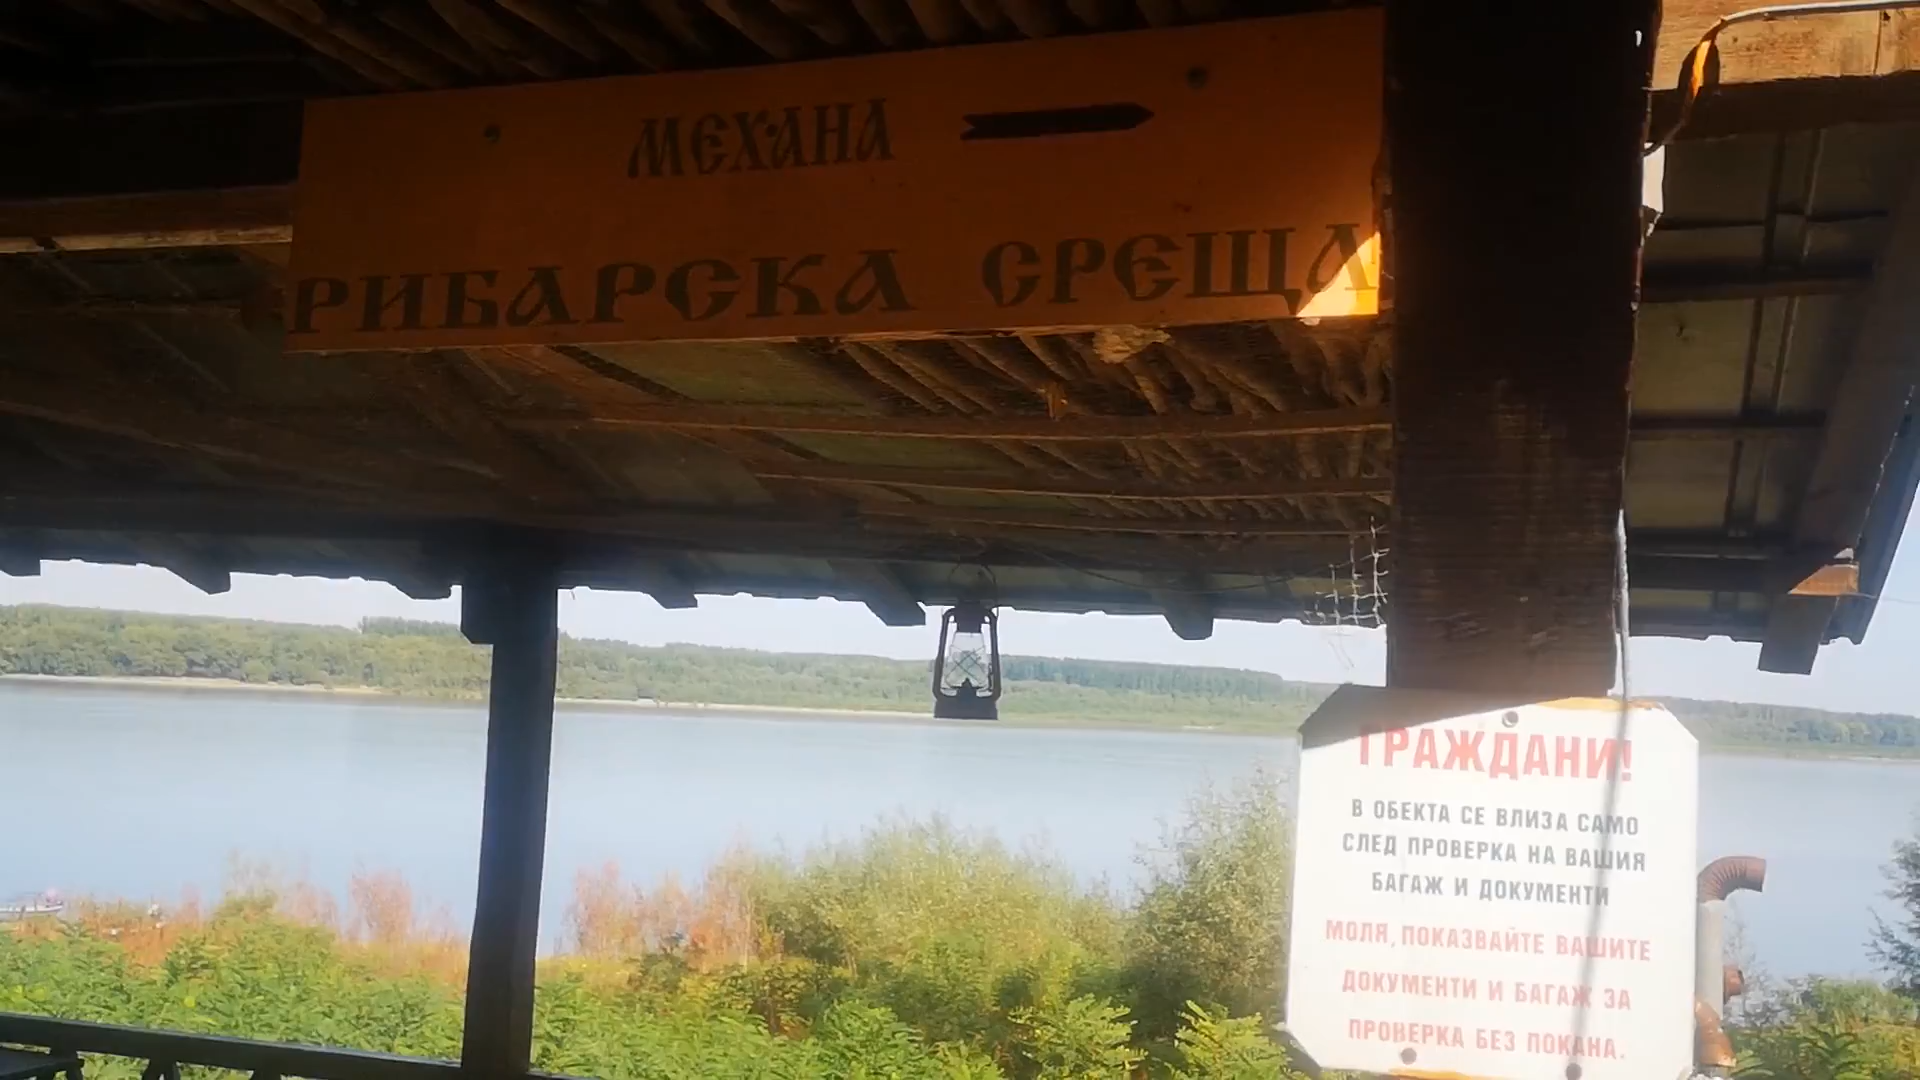 МЕХАНА
РИБАРСКА СРЕЩА
ГРАЖДАНИ!
В ОБЕКТА СЕ ВЛИЗА САМО
СЛЕД ПРОВЕРКА НА ВАШИЯ
БАГАЖ И ДОКУМЕНТИ
МОЛЯ, ПОКАЗВАЙТЕ ВАШИТЕ
ДОКУМЕНТИ И БАГАЖ ЗА
ПРОВЕРКА БЕЗ ПОКАНА.